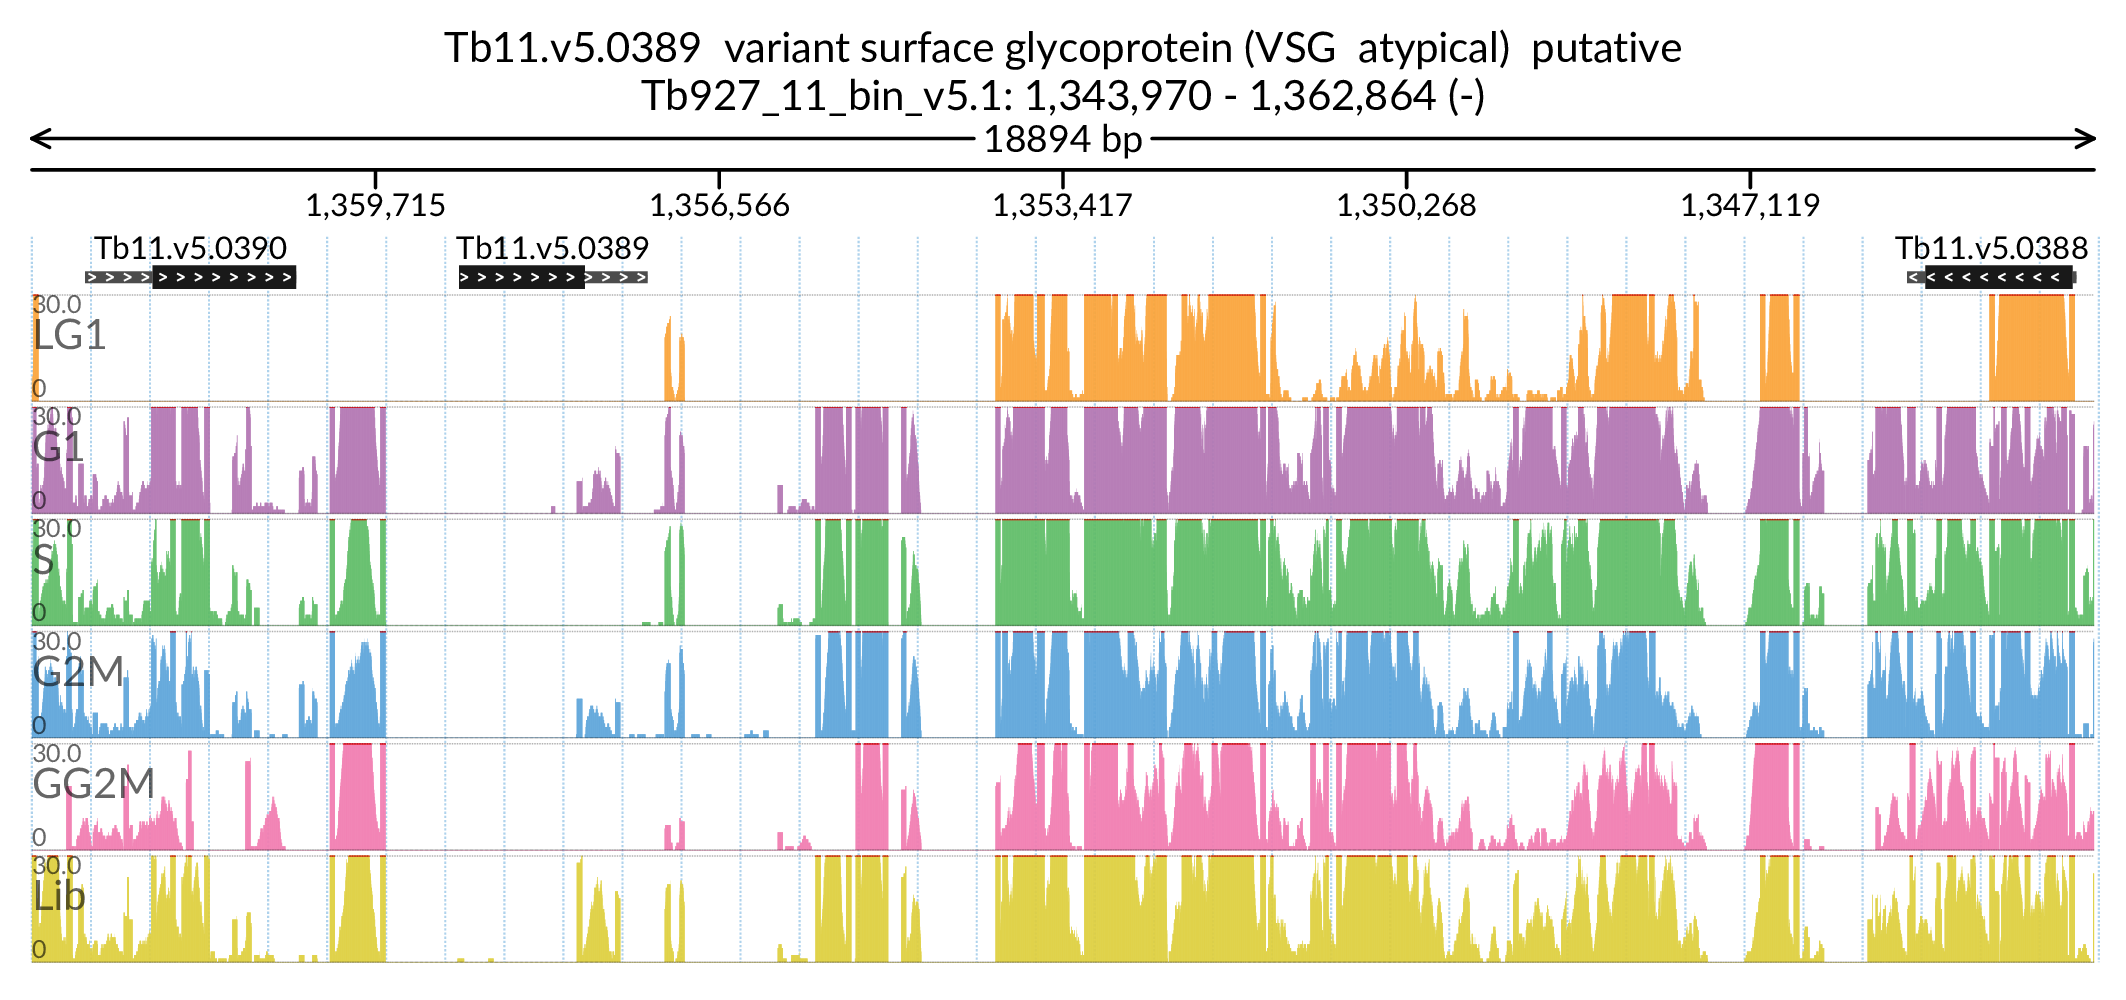 Tb11.v5.0389 variant surface glycoprotein (VSG atypical) putative
Tb927_11_bin_v5.1: 1,343,970 - 1,362,864 (-)
18894 bp
1,359,715 1,356,566 1,353,417 1,350,268 1,347,119
Tb11.v5.0390 Tb11.v5.0389 Tb11.v5.0388
30.0
LG1
0
30.0
G1
0
30.0
S
0
30.0
G2M
0
30.0
GG2M
0
30.0
Lib
0